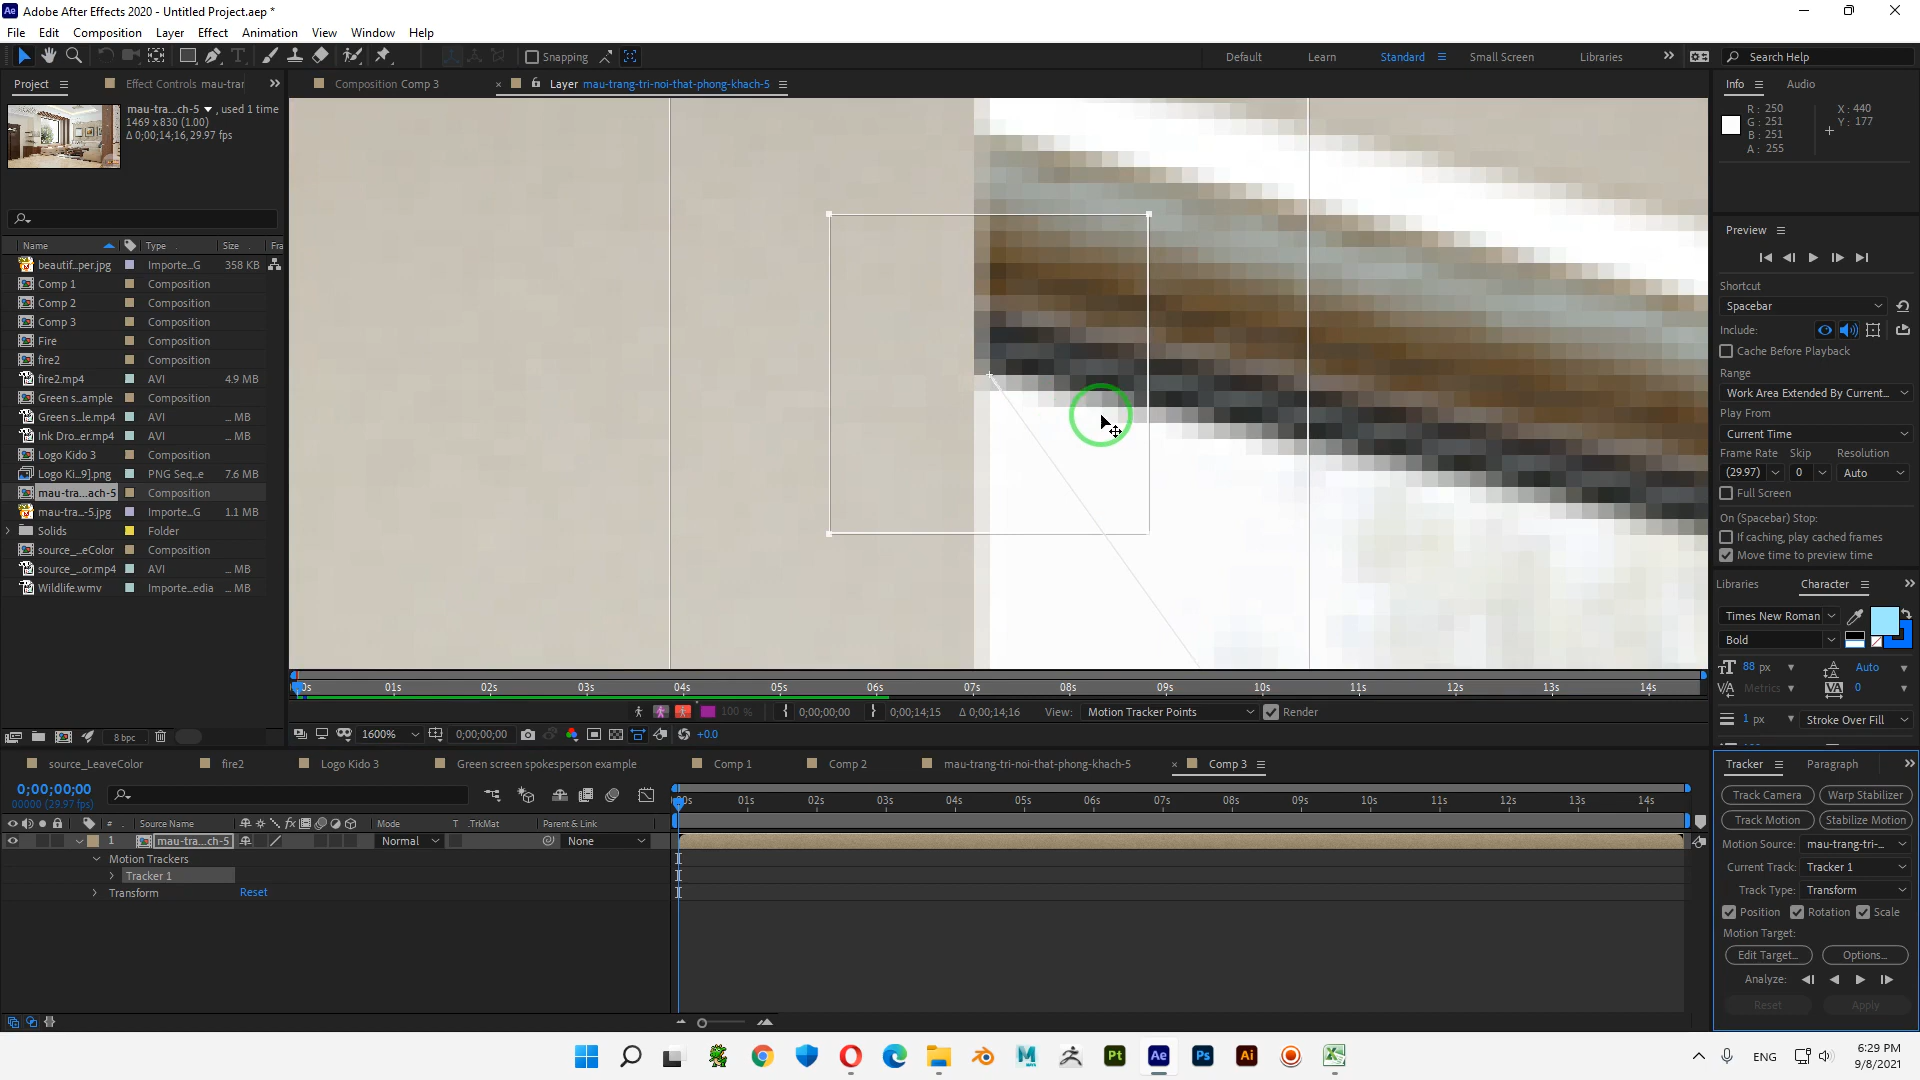 Adobe After Effects 2020 - Untitled Project.aep *
File Edit Composition Layer Effect Animation View Window Help
Snapping
Default Learn Standard Small Screen Libraries Search Help
Project Effect Controls mau-trar
Composition Comp 3
Layer mau-trang-tri-noi-that-phong-khach-5
Info Audio
mau-tra...ch-5 , used 1 time
1469 x 830 (1.00)
Δ 0;00;14;16, 29.97 fps
R: 250
G: 251
B: 251
A: 255
X: 440
Y: 177
Name Type Size Fra
beautif...per.jpg Importe...G 358 KB
Comp 1 Composition
Comp 2 Composition
Comp 3 Composition
Fire Composition
fire2 Composition
fire2.mp4 AVI 4.9 MB
Green s...ample Composition
Green s...le.mp4 AVI ... MB
Ink Dro...er.mp4 AVI ... MB
Logo Kido 3 Composition
Logo Ki...9].png PNG Seq...e 7.6 MB
mau-tra...ach-5 Composition
mau-tra...-5.jpg Importe...G 1.1 MB
Solids Folder
source_...eColor Composition
source_...or.mp4 AVI ... MB
Wildlife.wmv Importe...edia ... MB
8 bpc
Preview
Shortcut
Spacebar
Include:
Cache Before Playback
Range
Work Area Extended By Current...
Play From
Current Time
Frame Rate Skip Resolution
(29.97) 0 Auto
Full Screen
On (Spacebar) Stop:
If caching, play cached frames
Move time to preview time
Libraries Character
Times New Roman
Bold
88 px Auto
Metrics 0
1 px Stroke Over Fill
0s 01s 02s 03s 04s 05s 06s 07s 08s 09s 10s 11s 12s 13s 14s
100 % 0;00;00;00 0;00;14;15 Δ 0;00;14;16 View: Motion Tracker Points Render
1600% 0;00;00;00 +0.0
source_LeaveColor fire2 Logo Kido 3 Green screen spokesperson example Comp 1 Comp 2 mau-trang-tri-noi-that-phong-khach-5 Comp 3
0;00;00;00
00000 (29.97 fps)
00s 01s 02s 03s 04s 05s 06s 07s 08s 09s 10s 11s 12s 13s 14s
# Source Name Mode T .TrkMat Parent & Link
1 mau-tra...ch-5 Normal None
Motion Trackers
Tracker 1
Transform Reset
Tracker Paragraph
Track Camera Warp Stabilizer
Track Motion Stabilize Motion
Motion Source: mau-trang-tri-...
Current Track: Tracker 1
Track Type: Transform
Position Rotation Scale
Motion Target:
Edit Target... Options...
Analyze:
Reset Apply
ENG
6:29 PM
9/8/2021